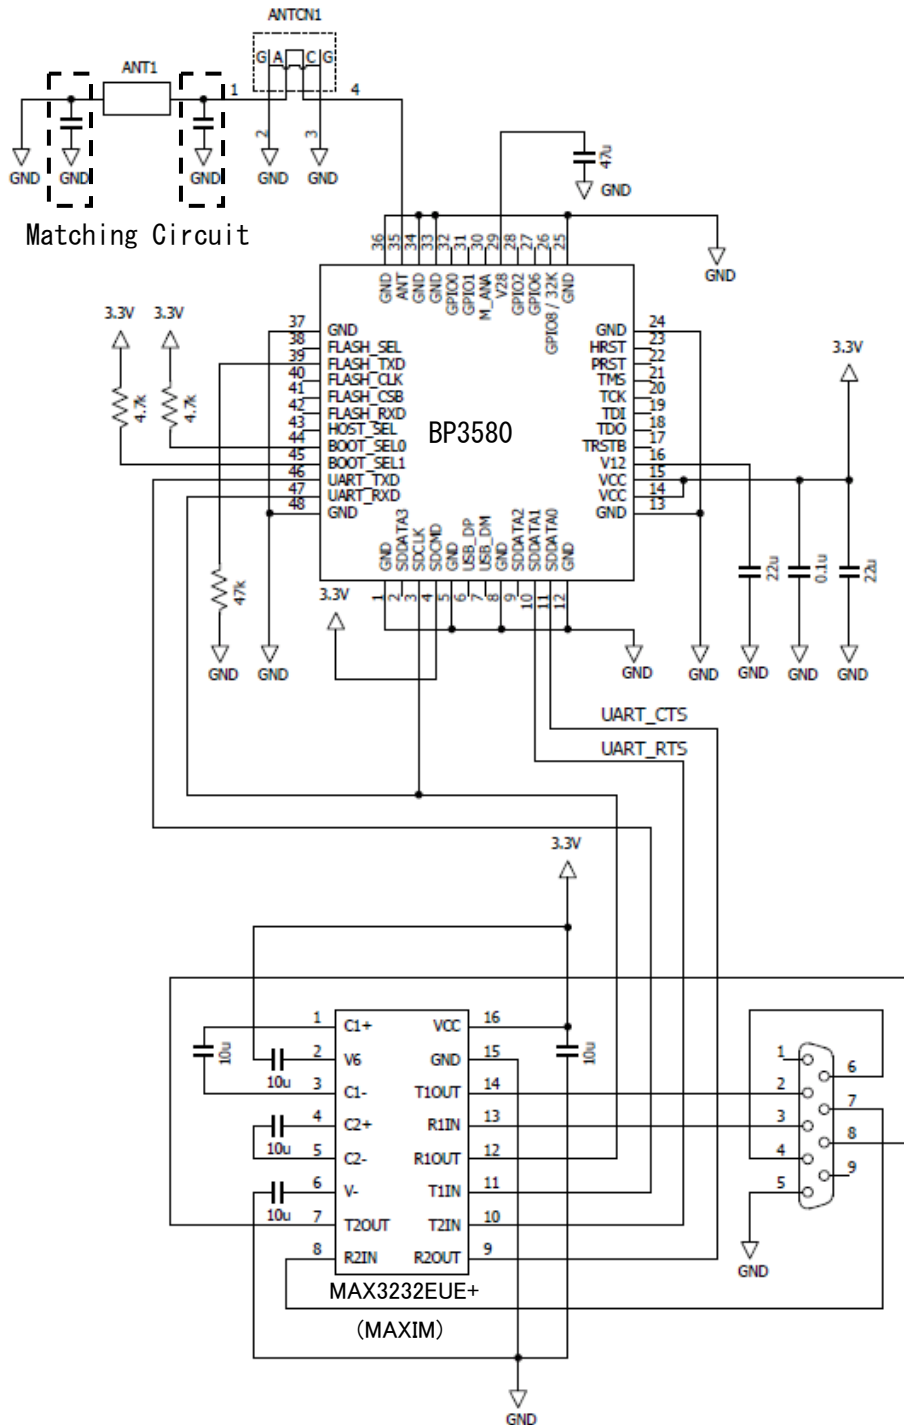 ANTCN1
G A C G
ANT1
1
4
2
3
GND
GND
GND
GND
GND
47u
GND
Matching Circuit
36 35 34 33 32 31 30 29 28 27 26 25
GND
GND
ANT
GND
GND
GPIO0
GPIO1
M_ANA
V28
GPIO2
GPIO6
GPIO8 / 32K
GND
3.3V
3.3V
4.7k
4.7k
37 GND
38 FLASH_SEL
39 FLASH_TXD
40 FLASH_CLK
41 FLASH_CSB
42 FLASH_RXD
43 HOST_SEL
44 BOOT_SEL0
45 BOOT_SEL1
46 UART_TXD
47 UART_RXD
48 GND
BP3580
GND 24
HRST 23
PRST 22
TMS 21
TCK 20
TDI 19
TDO 18
TRSTB 17
V12 16
VCC 15
VCC 14
GND 13
3.3V
GND
SDDATA3
SDCLK
SDCMD
GND
USB_DP
USB_DM
GND
SDDATA2
SDDATA1
SDDATA0
GND
1 2 3 4 5 6 7 8 9 10 11 12
47k
3.3V
22u
0.1u
22u
GND
GND
GND
GND
GND
GND
GND
UART_CTS
UART_RTS
3.3V
1 C1+
2 V6
3 C1-
4 C2+
5 C2-
6 V-
7 T2OUT
8 R2IN
VCC 16
GND 15
T1OUT 14
R1IN 13
R1OUT 12
T1IN 11
T2IN 10
R2OUT 9
10u
10u
10u
10u
10u
1
2
3
4
5
6
7
8
9
GND
MAX3232EUE+
(MAXIM)
GND